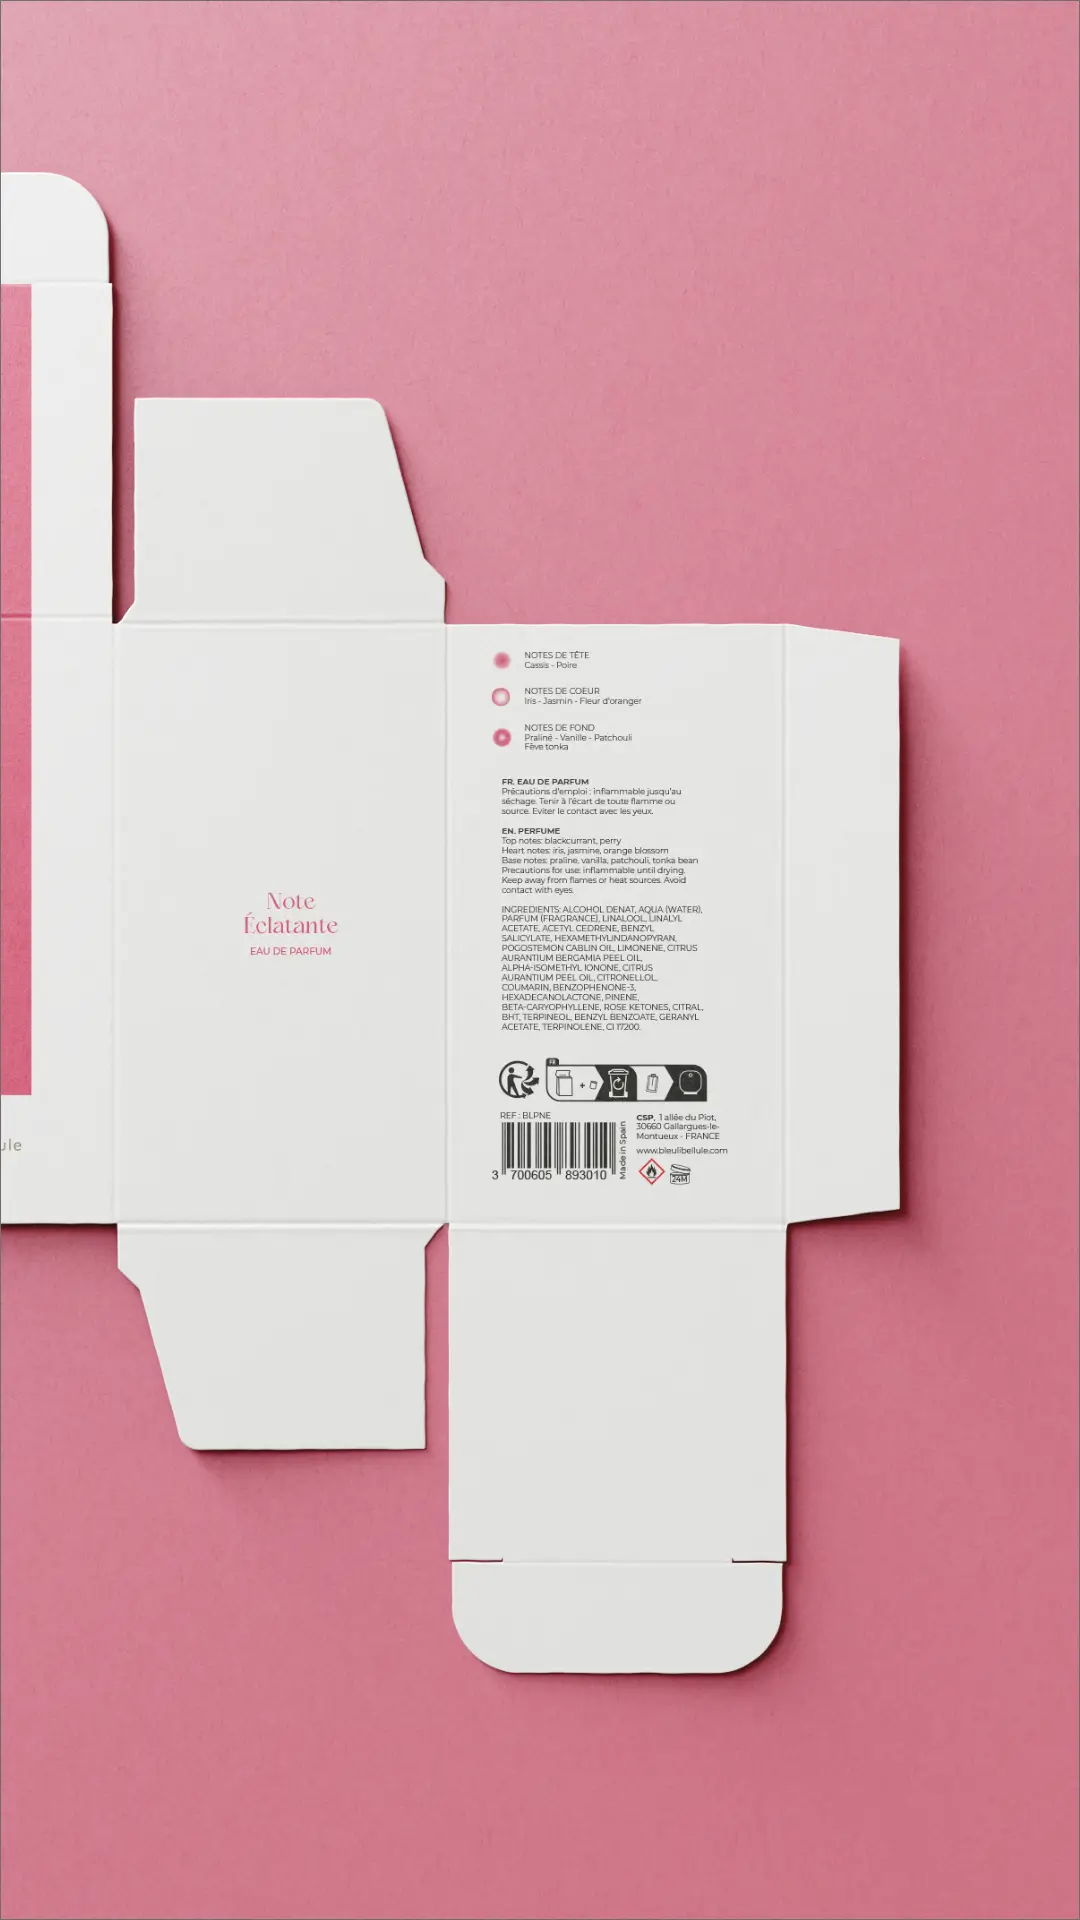 ule
Note
Éclatante
EAU DE PARFUM
NOTES DE TÊTE
Cassis - Poire
NOTES DE COEUR
Iris - Jasmin - Fleur d'oranger
NOTES DE FOND
Praliné - Vanille - Patchouli
Fève tonka
FR. EAU DE PARFUM
Précautions d'emploi : inflammable jusqu'au
séchage. Tenir à l'écart de toute flamme ou
source. Eviter le contact avec les yeux.
EN. PERFUME
Top notes: blackcurrant, perry
Heart notes: iris, jasmine, orange blossom
Base notes: praline, vanilla, patchouli, tonka bean
Precautions for use: inflammable until drying.
Keep away from flames or heat sources. Avoid
contact with eyes.
INGREDIENTS: ALCOHOL DENAT, AQUA (WATER),
PARFUM (FRAGRANCE), LINALOOL, LINALYL
ACETATE, ACETYL CEDRENE, BENZYL
SALICYLATE, HEXAMETHYLINDANOPYRAN,
POGOSTEMON CABLIN OIL, LIMONENE, CITRUS
AURANTIUM BERGAMIA PEEL OIL,
ALPHA-ISOMETHYL IONONE, CITRUS
AURANTIUM PEEL OIL, CITRONELLOL,
COUMARIN, BENZOPHENONE-3,
HEXADECANOLACTONE, PINENE,
BETA-CARYOPHYLLENE, ROSE KETONES, CITRAL,
BHT, TERPINEOL, BENZYL BENZOATE, GERANYL
ACETATE, TERPINOLENE, CI 17200.
FR
+
REF : BLPNE
3 700605 893010
Made in Spain
CSP, 1 allée du Piot,
30660 Gallargues-le-
Montueux - FRANCE
www.bleulibellule.com
24M